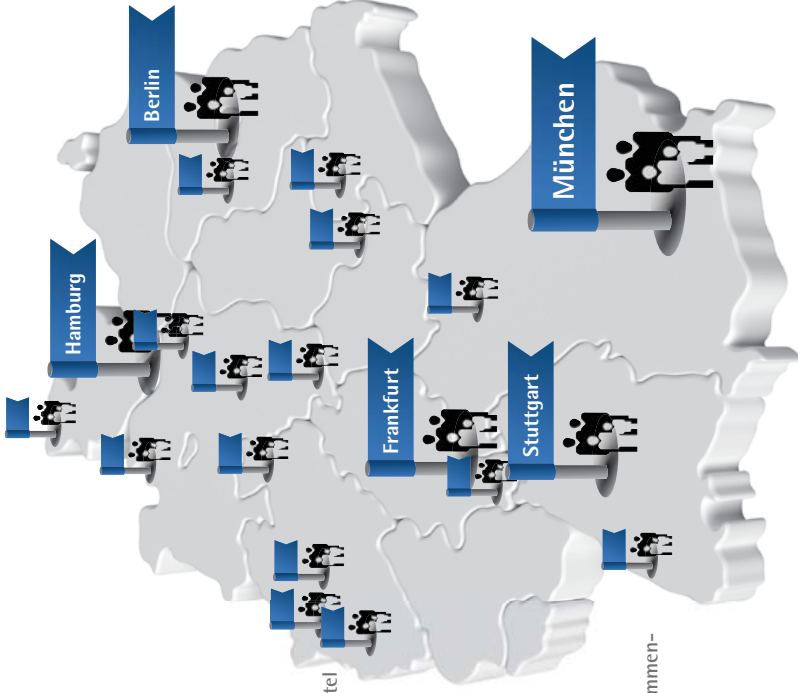 Hamburg
Berlin
Frankfurt
Stuttgart
München
tel
mmen-